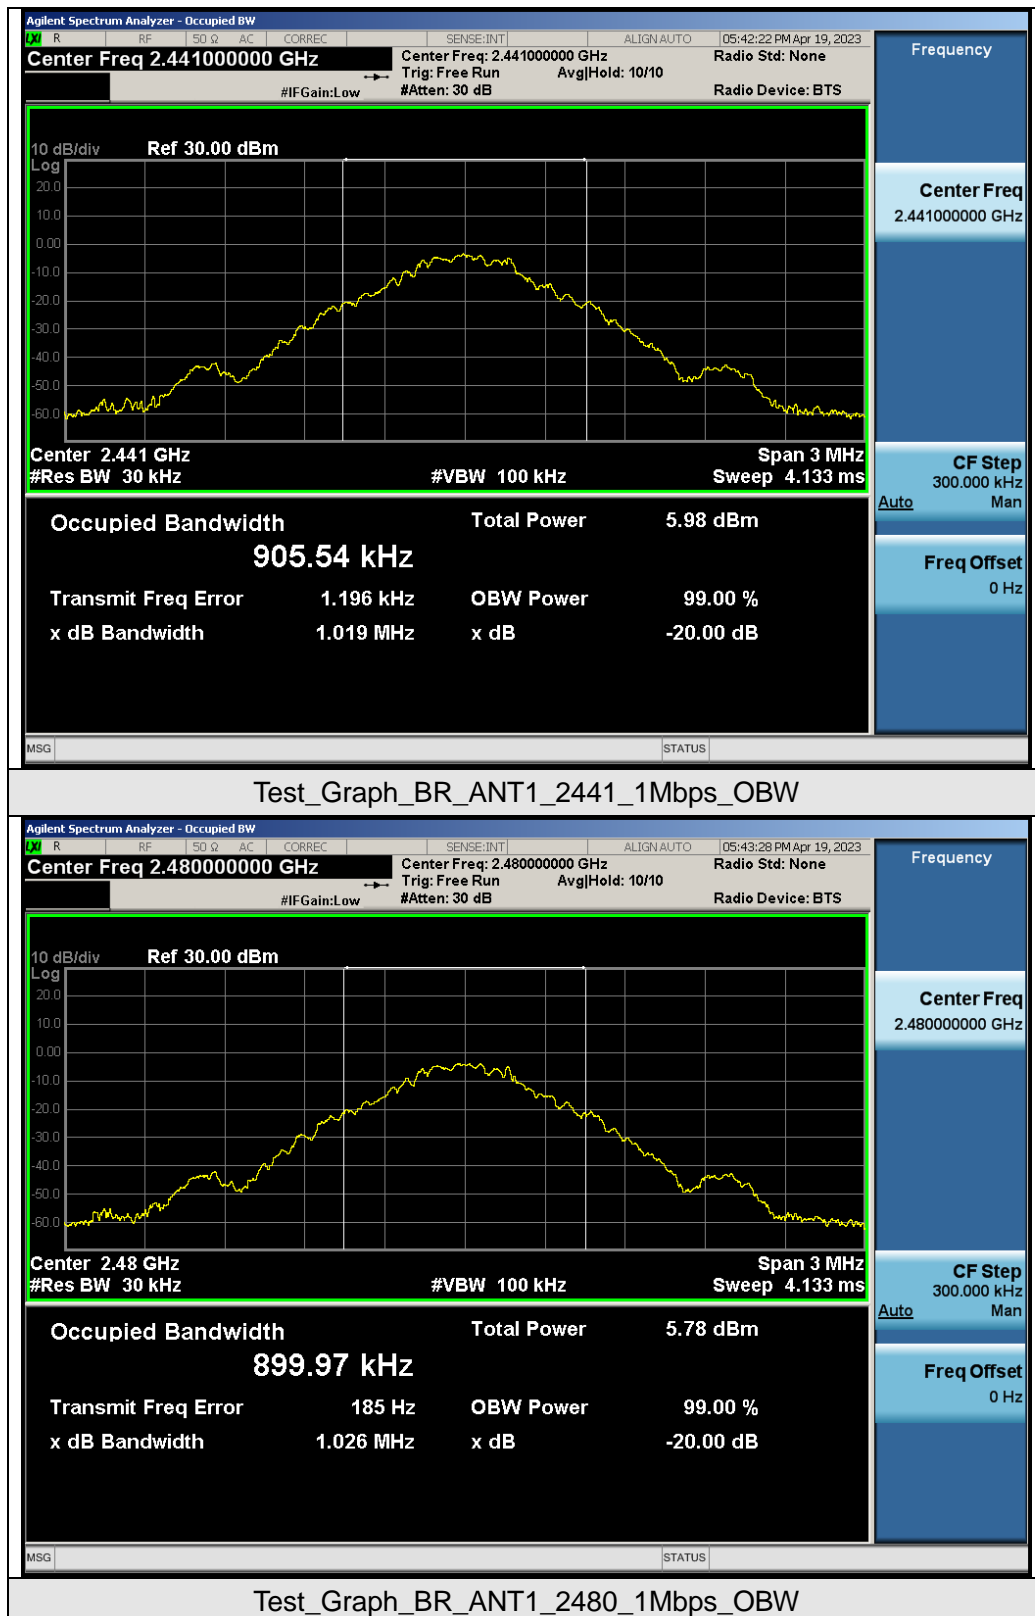 Agilent Spectrum Analyzer - Occupied BW
LXI R RF 50 Ω AC CORREC SENSE:INT ALIGN AUTO 05:42:22 PM Apr 19, 2023
Center Freq 2.441000000 GHz
Center Freq: 2.441000000 GHz Radio Std: None
Trig: Free Run Avg|Hold: 10/10
#IFGain:Low #Atten: 30 dB Radio Device: BTS
Frequency
10 dB/div Ref 30.00 dBm
Log
20.0
10.0
0.00
-10.0
-20.0
-30.0
-40.0
-50.0
-60.0
Center 2.441 GHz Span 3 MHz
#Res BW 30 kHz #VBW 100 kHz Sweep 4.133 ms
Center Freq
2.441000000 GHz
CF Step
300.000 kHz
Auto Man
Freq Offset
0 Hz
Occupied Bandwidth Total Power 5.98 dBm
905.54 kHz
Transmit Freq Error 1.196 kHz OBW Power 99.00 %
x dB Bandwidth 1.019 MHz x dB -20.00 dB
MSG STATUS
Test_Graph_BR_ANT1_2441_1Mbps_OBW
Agilent Spectrum Analyzer - Occupied BW
LXI R RF 50 Ω AC CORREC SENSE:INT ALIGN AUTO 05:43:28 PM Apr 19, 2023
Center Freq 2.480000000 GHz
Center Freq: 2.480000000 GHz Radio Std: None
Trig: Free Run Avg|Hold: 10/10
#IFGain:Low #Atten: 30 dB Radio Device: BTS
Frequency
10 dB/div Ref 30.00 dBm
Log
20.0
10.0
0.00
-10.0
-20.0
-30.0
-40.0
-50.0
-60.0
Center 2.48 GHz Span 3 MHz
#Res BW 30 kHz #VBW 100 kHz Sweep 4.133 ms
Center Freq
2.480000000 GHz
CF Step
300.000 kHz
Auto Man
Freq Offset
0 Hz
Occupied Bandwidth Total Power 5.78 dBm
899.97 kHz
Transmit Freq Error 185 Hz OBW Power 99.00 %
x dB Bandwidth 1.026 MHz x dB -20.00 dB
MSG STATUS
Test_Graph_BR_ANT1_2480_1Mbps_OBW